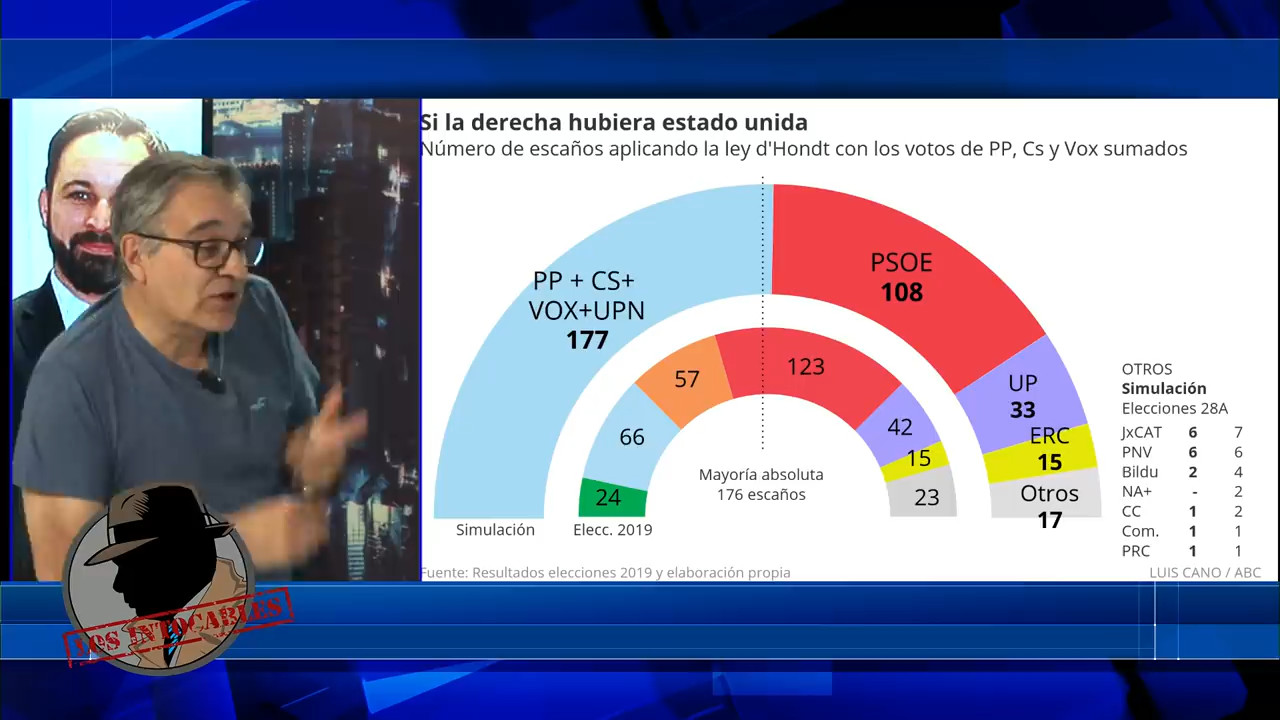 Si la derecha hubiera estado unida
Número de escaños aplicando la ley d'Hondt con los votos de PP, Cs y Vox sumados
PP + CS+
VOX+UPN
177
PSOE
108
UP
33
ERC
15
Otros
17
24
66
57
123
42
15
23
Mayoría absoluta
176 escaños
Simulación
Elecc. 2019
OTROS
Simulación
Elecciones 28A
JxCAT 6 7
PNV 6 6
Bildu 2 4
NA+ - 2
CC 1 2
Com. 1 1
PRC 1 1
Fuente: Resultados elecciones 2019 y elaboración propia
LUIS CANO / ABC
LOS INTOCABLES